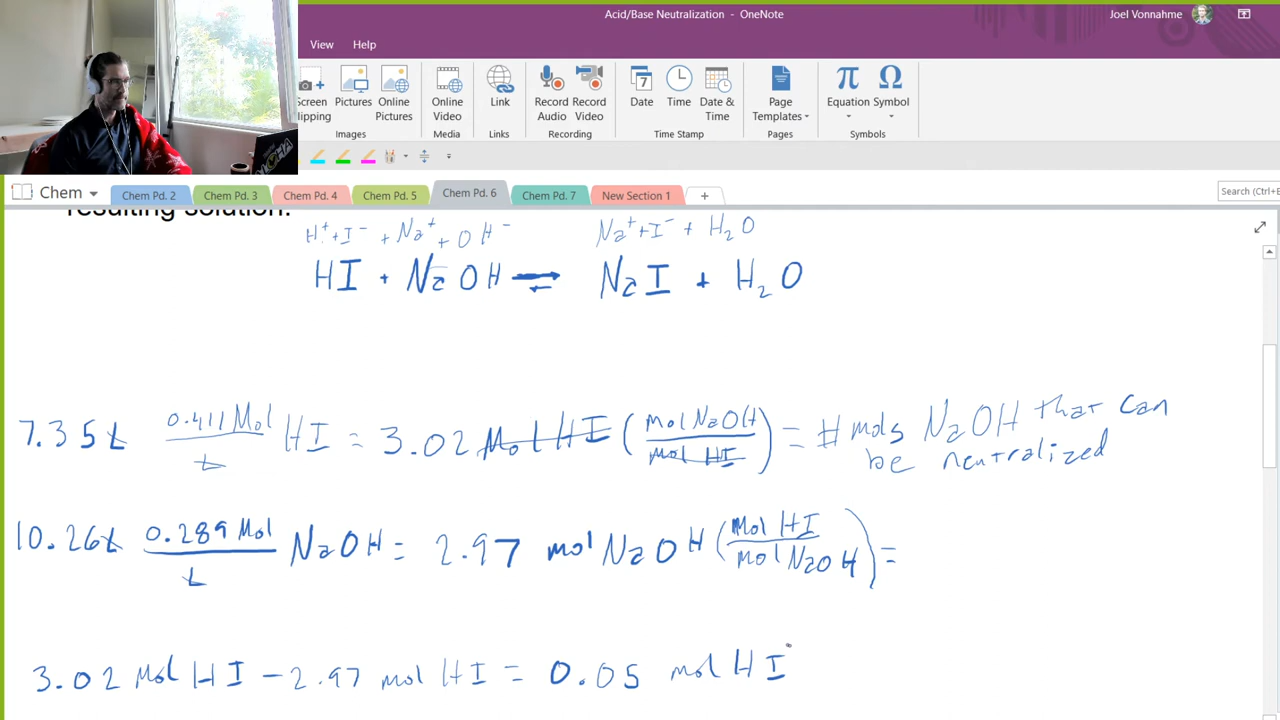 Acid/Base Neutralization - OneNote
Joel Vonnahme
View Help
Screen Clipping
Pictures
Online Pictures
Online Video
Link
Record Audio
Record Video
Date
Time
Date & Time
Page Templates
Equation
Symbol
Images
Media
Links
Recording
Time Stamp
Pages
Symbols
Chem
Chem Pd. 2
Chem Pd. 3
Chem Pd. 4
Chem Pd. 5
Chem Pd. 6
Chem Pd. 7
New Section 1
+
Search (Ctrl+E
resulting solution.
H⁺ + I⁻ + Na⁺ + OH⁻ Na⁺ + I⁻ + H₂O
HI + NaOH ⇌ NaI + H₂O
7.35 L 0.411 Mol/L HI = 3.02 Mol HI (mol NaOH/mol HI) = # mols NaOH that can
be neutralized
10.26 L 0.289 Mol/L NaOH = 2.97 mol NaOH (Mol HI/mol NaOH) =
3.02 Mol HI − 2.97 mol HI = 0.05 mol HI